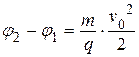 φ₂ − φ₁ = m/q · v₀²/2